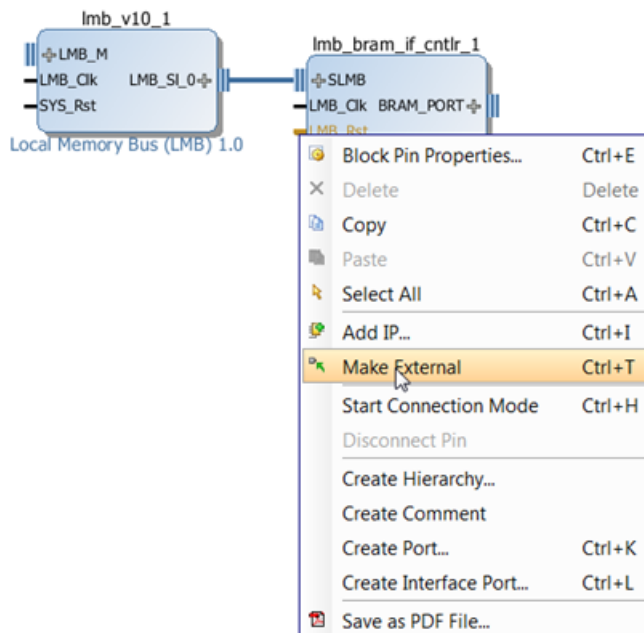 lmb_v10_1
LMB_M
LMB_Clk LMB_Sl_0
SYS_Rst
Local Memory Bus (LMB) 1.0
lmb_bram_if_cntlr_1
SLMB
LMB_Clk BRAM_PORT
LMB_Rst
Block Pin Properties... Ctrl+E
Delete Delete
Copy Ctrl+C
Paste Ctrl+V
Select All Ctrl+A
Add IP... Ctrl+I
Make External Ctrl+T
Start Connection Mode Ctrl+H
Disconnect Pin
Create Hierarchy...
Create Comment
Create Port... Ctrl+K
Create Interface Port... Ctrl+L
Save as PDF File...